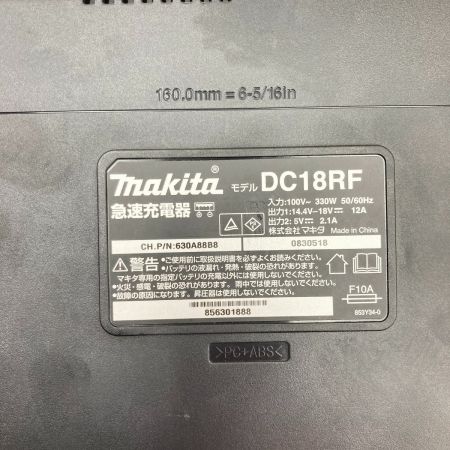 160.0mm = 6-5/16in
makita® モデル DC18RF
急速充電器
入力:100V~ 330W 50/60Hz
出力1:14.4V-18V⎓ 12A
出力2:5V⎓ 2.1A
株式会社マキタ Made in China
CH.P/N:630A88B8
0830518
⚠警告
●ご使用前に取扱説明書を必ずよくお読みください。
●バッテリの液漏れ・発熱・破裂の恐れがあります。
マキタ専用の指定バッテリの充電以外には使用しないでください。
●火災・感電・破裂の恐れがあります。雨中では使用しないでください。
●故障の原因になります。昇圧器は使用しないでください。
F10A
856301888
853Y34-0
>PC+ABS<